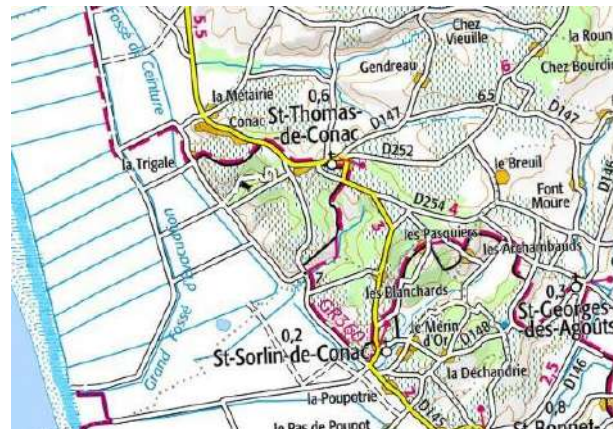 Chez
Vieuille
la Roun
Chez Bourdin
5,5
Fossé de Ceinture
Gendreau
6
la Métairie
0,6
65
Conac
St-Thomas-
de-Conac
D147
D147
D252
D146
la Trigale
le Breuil
Font
Moure
D254
4
les Pasquiers
les Archambauds
Grand Fossé
d'Evacuation
7
les Blanchards
0,3
St-Georges-
des-Agoûts
GR 360
0,2
le Mérin
d'Or
D148
St-Sorlin-de-Conac
la Déchandrie
2,5
D146
la Poupotrie
D145
0,8
St-Bonnet-
le Pas de Poupot